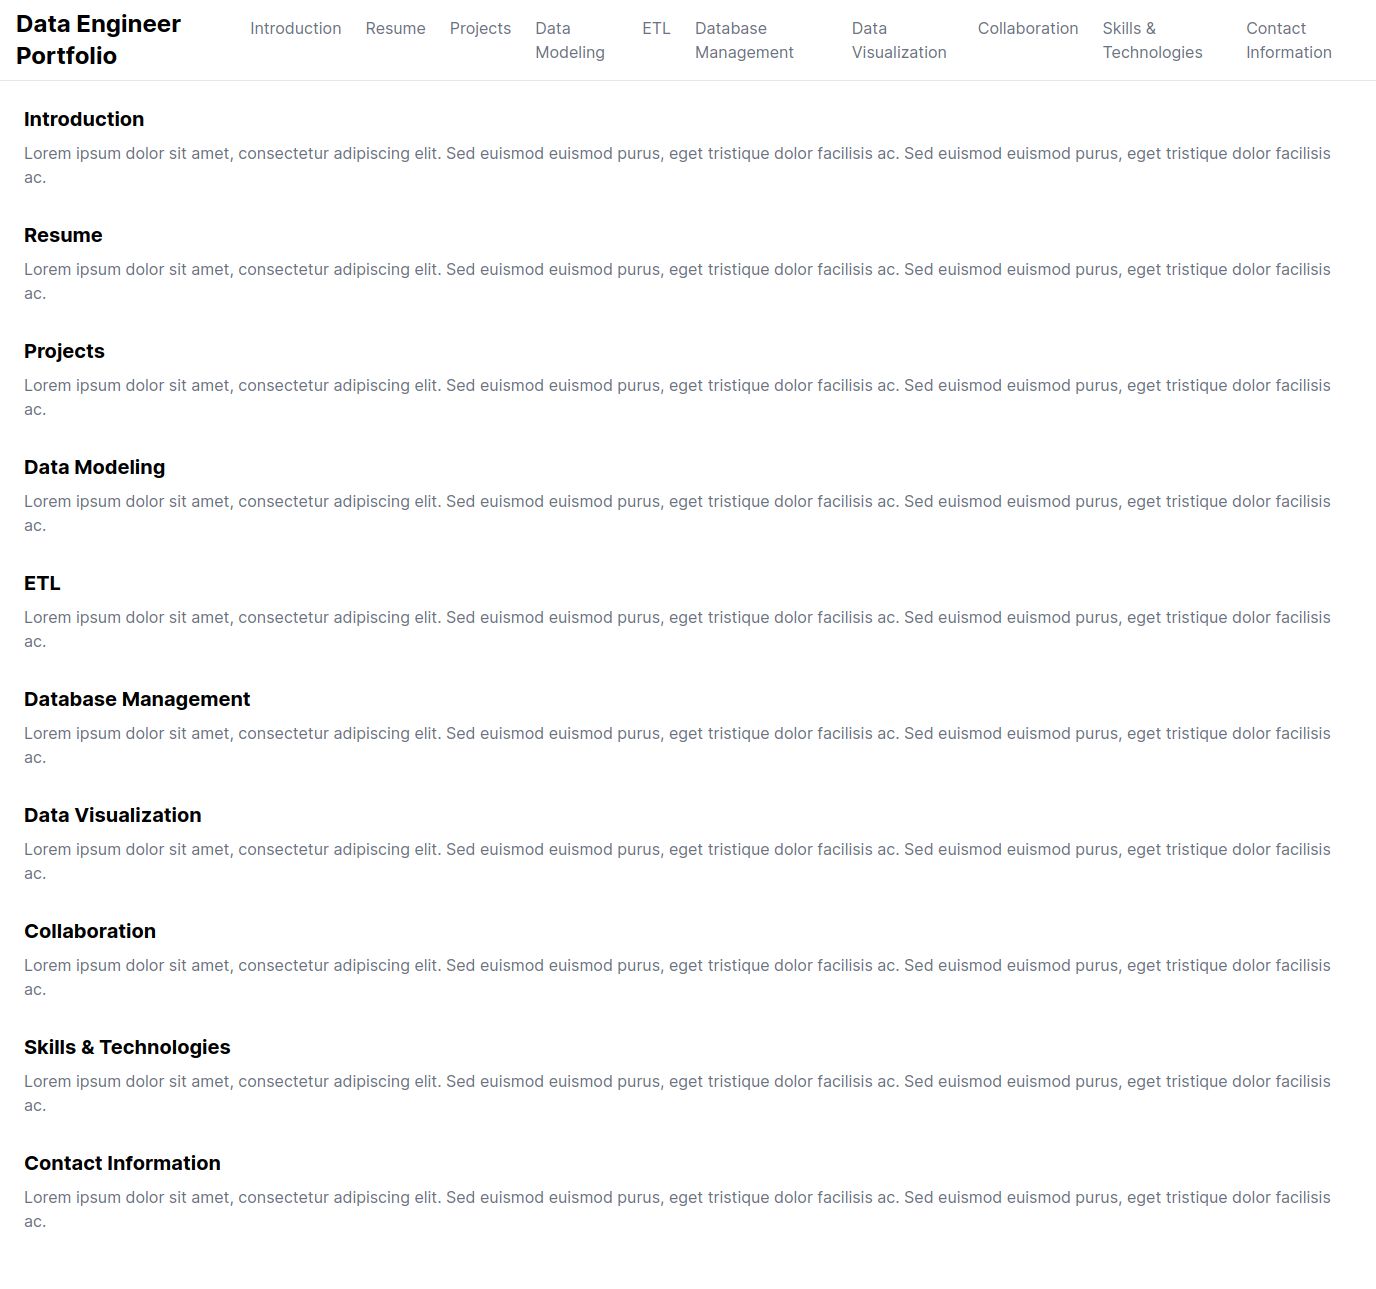 Data Engineer
Portfolio
Introduction Resume Projects Data Modeling ETL Database Management Data Visualization Collaboration Skills & Technologies Contact Information
Introduction
Lorem ipsum dolor sit amet, consectetur adipiscing elit. Sed euismod euismod purus, eget tristique dolor facilisis ac. Sed euismod euismod purus, eget tristique dolor facilisis
ac.
Resume
Lorem ipsum dolor sit amet, consectetur adipiscing elit. Sed euismod euismod purus, eget tristique dolor facilisis ac. Sed euismod euismod purus, eget tristique dolor facilisis
ac.
Projects
Lorem ipsum dolor sit amet, consectetur adipiscing elit. Sed euismod euismod purus, eget tristique dolor facilisis ac. Sed euismod euismod purus, eget tristique dolor facilisis
ac.
Data Modeling
Lorem ipsum dolor sit amet, consectetur adipiscing elit. Sed euismod euismod purus, eget tristique dolor facilisis ac. Sed euismod euismod purus, eget tristique dolor facilisis
ac.
ETL
Lorem ipsum dolor sit amet, consectetur adipiscing elit. Sed euismod euismod purus, eget tristique dolor facilisis ac. Sed euismod euismod purus, eget tristique dolor facilisis
ac.
Database Management
Lorem ipsum dolor sit amet, consectetur adipiscing elit. Sed euismod euismod purus, eget tristique dolor facilisis ac. Sed euismod euismod purus, eget tristique dolor facilisis
ac.
Data Visualization
Lorem ipsum dolor sit amet, consectetur adipiscing elit. Sed euismod euismod purus, eget tristique dolor facilisis ac. Sed euismod euismod purus, eget tristique dolor facilisis
ac.
Collaboration
Lorem ipsum dolor sit amet, consectetur adipiscing elit. Sed euismod euismod purus, eget tristique dolor facilisis ac. Sed euismod euismod purus, eget tristique dolor facilisis
ac.
Skills & Technologies
Lorem ipsum dolor sit amet, consectetur adipiscing elit. Sed euismod euismod purus, eget tristique dolor facilisis ac. Sed euismod euismod purus, eget tristique dolor facilisis
ac.
Contact Information
Lorem ipsum dolor sit amet, consectetur adipiscing elit. Sed euismod euismod purus, eget tristique dolor facilisis ac. Sed euismod euismod purus, eget tristique dolor facilisis
ac.